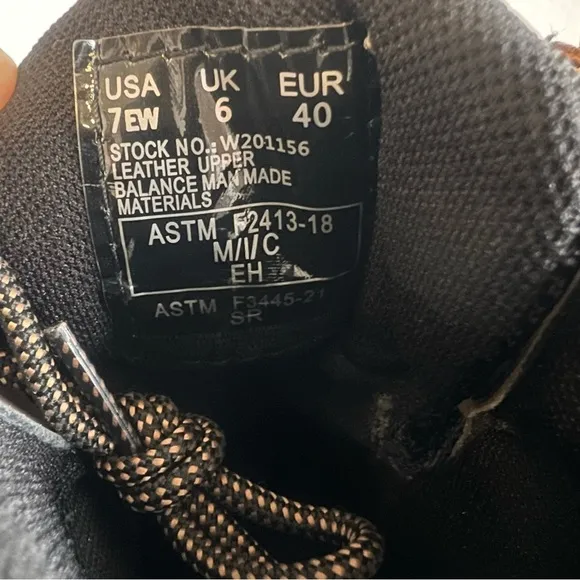 USA UK EUR
7EW 6 40
STOCK NO.:W201156
LEATHER UPPER
BALANCE MAN MADE
MATERIALS
ASTM F2413-18
M/I/C
EH
ASTM F3445-21
SR